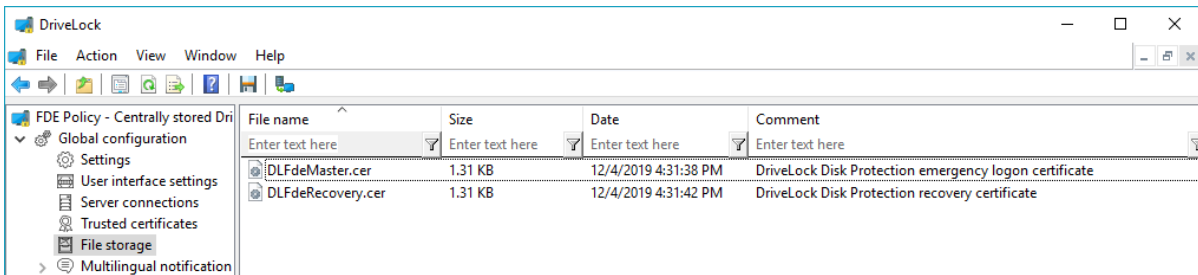 DriveLock
File Action View Window Help
FDE Policy - Centrally stored Dri
Global configuration
Settings
User interface settings
Server connections
Trusted certificates
File storage
Multilingual notification
File name Size Date Comment
Enter text here Enter text here Enter text here Enter text here
DLFdeMaster.cer 1.31 KB 12/4/2019 4:31:38 PM DriveLock Disk Protection emergency logon certificate
DLFdeRecovery.cer 1.31 KB 12/4/2019 4:31:42 PM DriveLock Disk Protection recovery certificate